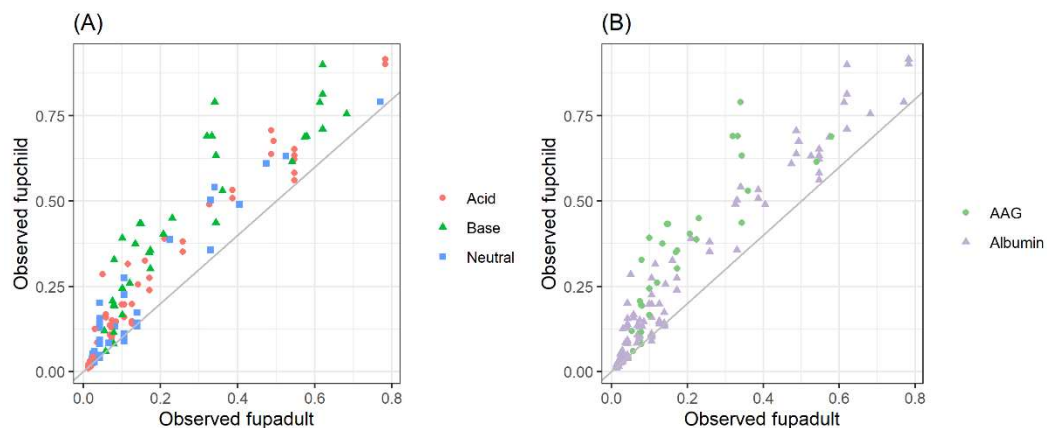 (A)
Observed fupchild
0.75
0.50
0.25
0.00
0.0 0.2 0.4 0.6 0.8
Observed fupadult
Acid
Base
Neutral
(B)
Observed fupchild
0.75
0.50
0.25
0.00
0.0 0.2 0.4 0.6 0.8
Observed fupadult
AAG
Albumin